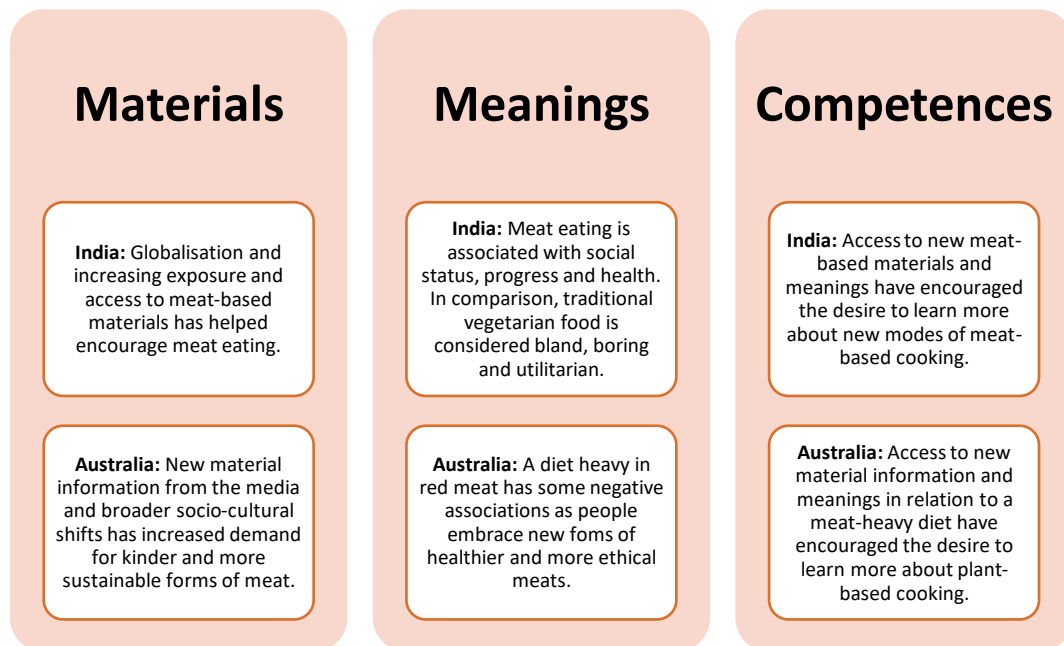 Materials
India: Globalisation and
increasing exposure and
access to meat-based
materials has helped
encourage meat eating.
Australia: New material
information from the media
and broader socio-cultural
shifts has increased demand
for kinder and more
sustainable forms of meat.
Meanings
India: Meat eating is
associated with social
status, progress and health.
In comparison, traditional
vegetarian food is
considered bland, boring
and utilitarian.
Australia: A diet heavy in
red meat has some negative
associations as people
embrace new foms of
healthier and more ethical
meats.
Competences
India: Access to new meat-
based materials and
meanings have encouraged
the desire to learn more
about new modes of meat-
based cooking.
Australia: Access to new
material information and
meanings in relation to a
meat-heavy diet have
encouraged the desire to
learn more about plant-
based cooking.